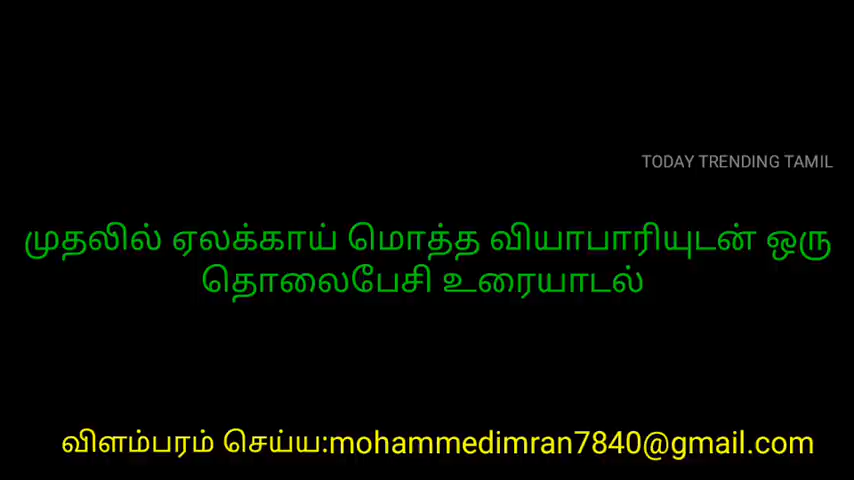 TODAY TRENDING TAMIL
முதலில் ஏலக்காய் மொத்த வியாபாரியுடன் ஒரு
தொலைபேசி உரையாடல்
விளம்பரம் செய்ய:mohammedimran7840@gmail.com